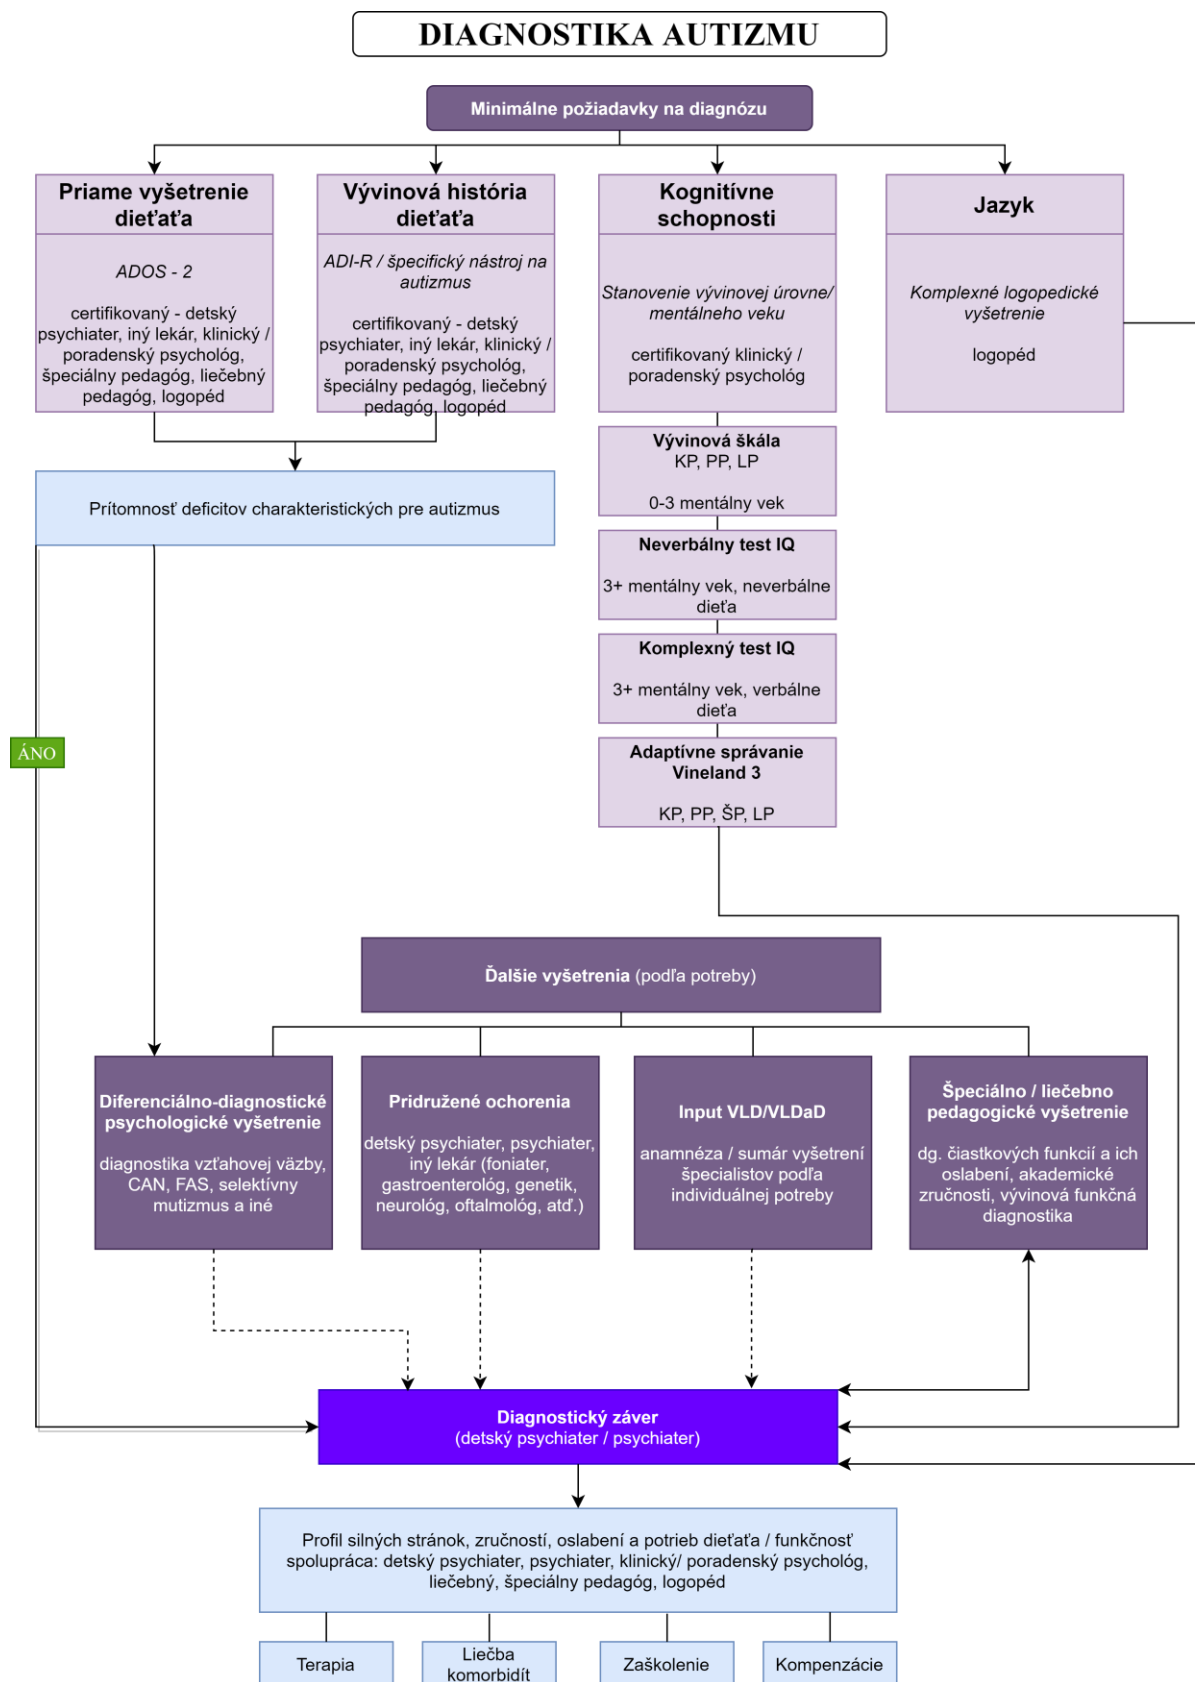 DIAGNOSTIKA AUTIZMU
Minimálne požiadavky na diagnózu
Priame vyšetrenie
dieťaťa
ADOS - 2
certifikovaný - detský
psychiater, iný lekár, klinický /
poradenský psychológ,
špeciálny pedagóg, liečebný
pedagóg, logopéd
Vývinová história
dieťaťa
ADI-R / špecifický nástroj na
autizmus
certifikovaný - detský
psychiater, iný lekár, klinický /
poradenský psychológ,
špeciálny pedagóg, liečebný
pedagóg, logopéd
Kognitívne
schopnosti
Stanovenie vývinovej úrovne/
mentálneho veku
certifikovaný klinický /
poradenský psychológ
Jazyk
Komplexné logopedické
vyšetrenie
logopéd
Vývinová škála
KP, PP, LP
0-3 mentálny vek
Prítomnosť deficitov charakteristických pre autizmus
Neverbálny test IQ
3+ mentálny vek, neverbálne
dieťa
Komplexný test IQ
3+ mentálny vek, verbálne
dieťa
ÁNO
Adaptívne správanie
Vineland 3
KP, PP, ŠP, LP
Ďalšie vyšetrenia (podľa potreby)
Diferenciálno-diagnostické
psychologické vyšetrenie
diagnostika vzťahovej väzby,
CAN, FAS, selektívny
mutizmus a iné
Pridružené ochorenia
detský psychiater, psychiater,
iný lekár (foniater,
gastroenterológ, genetik,
neurológ, oftalmológ, atď.)
Input VLD/VLDaD
anamnéza / sumár vyšetrení
špecialistov podľa
individuálnej potreby
Špeciálno / liečebno
pedagogické vyšetrenie
dg. čiastkových funkcií a ich
oslabení, akademické
zručnosti, vývinová funkčná
diagnostika
Diagnostický záver
(detský psychiater / psychiater)
Profil silných stránok, zručností, oslabení a potrieb dieťaťa / funkčnosť
spolupráca: detský psychiater, psychiater, klinický/ poradenský psychológ,
liečebný, špeciálny pedagóg, logopéd
Terapia
Liečba
komorbidít
Zaškolenie
Kompenzácie